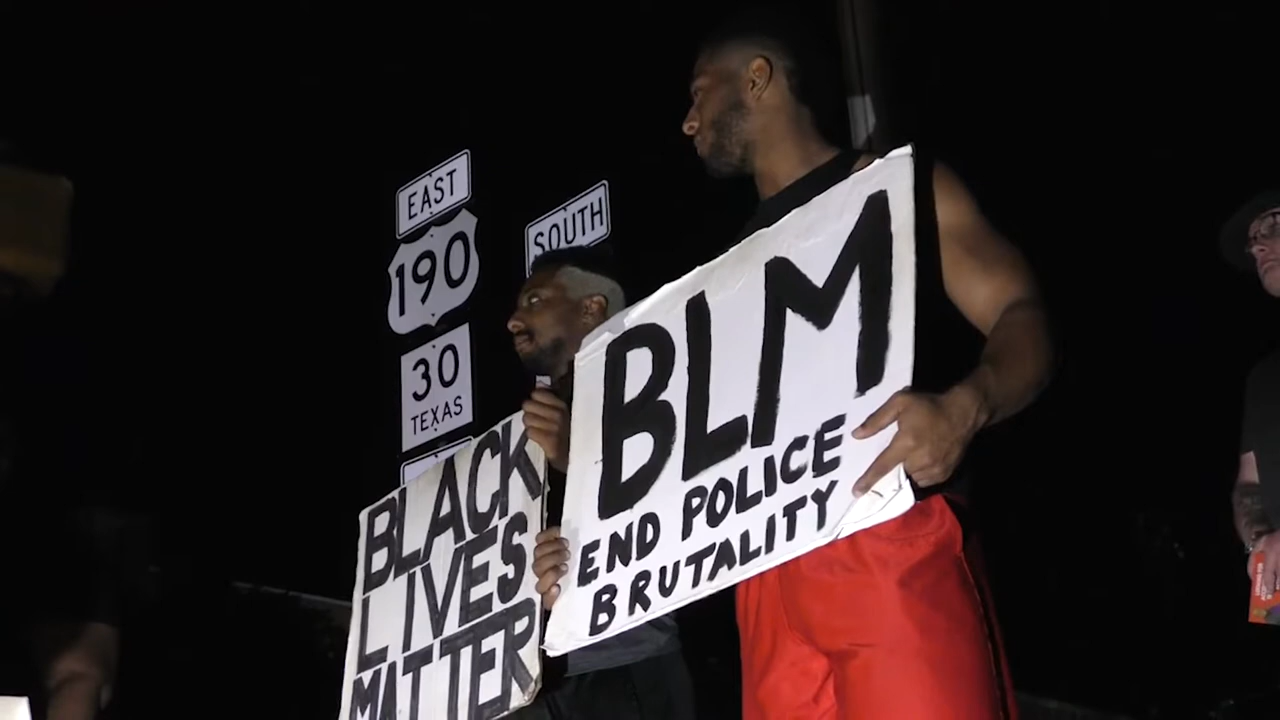 EAST
190
30
TEXAS
SOUTH
BLACK
LIVES
MATTER
BLM
END POLICE
BRUTALITY